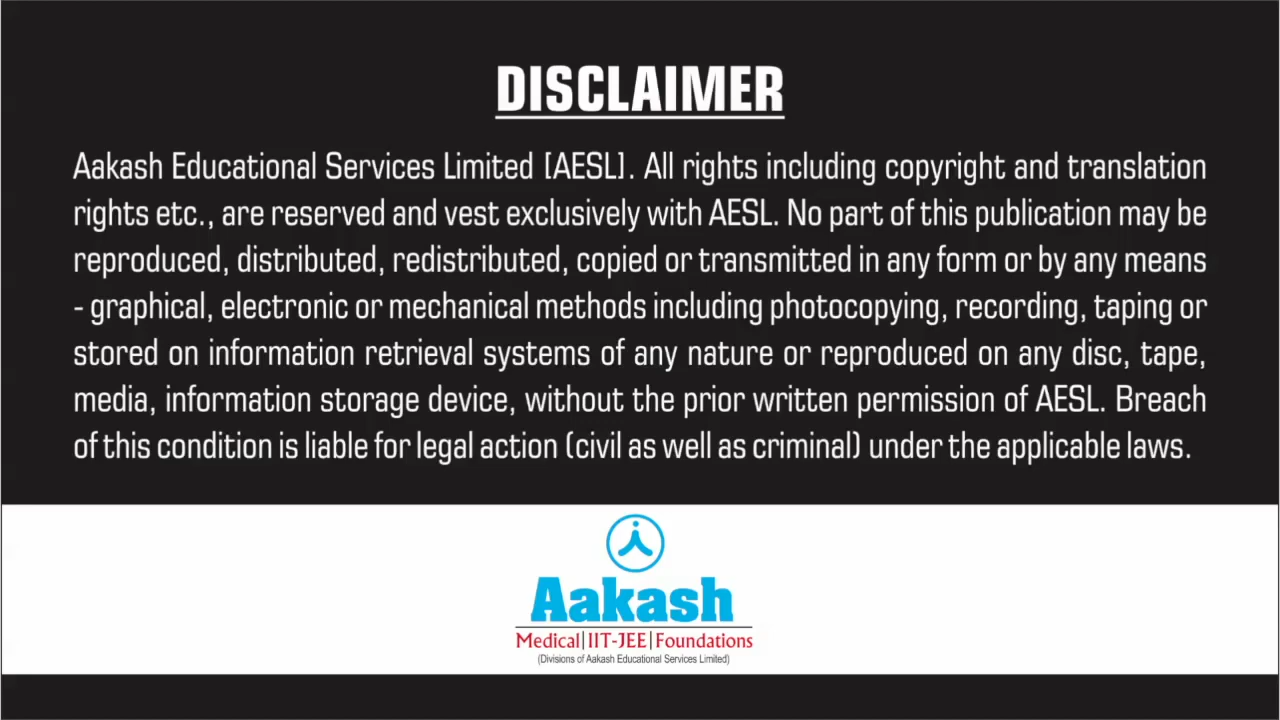 DISCLAIMER
Aakash Educational Services Limited [AESL]. All rights including copyright and translation
rights etc., are reserved and vest exclusively with AESL. No part of this publication may be
reproduced, distributed, redistributed, copied or transmitted in any form or by any means
- graphical, electronic or mechanical methods including photocopying, recording, taping or
stored on information retrieval systems of any nature or reproduced on any disc, tape,
media, information storage device, without the prior written permission of AESL. Breach
of this condition is liable for legal action (civil as well as criminal) under the applicable laws.
Aakash
Medical|IIT-JEE|Foundations
(Divisions of Aakash Educational Services Limited)